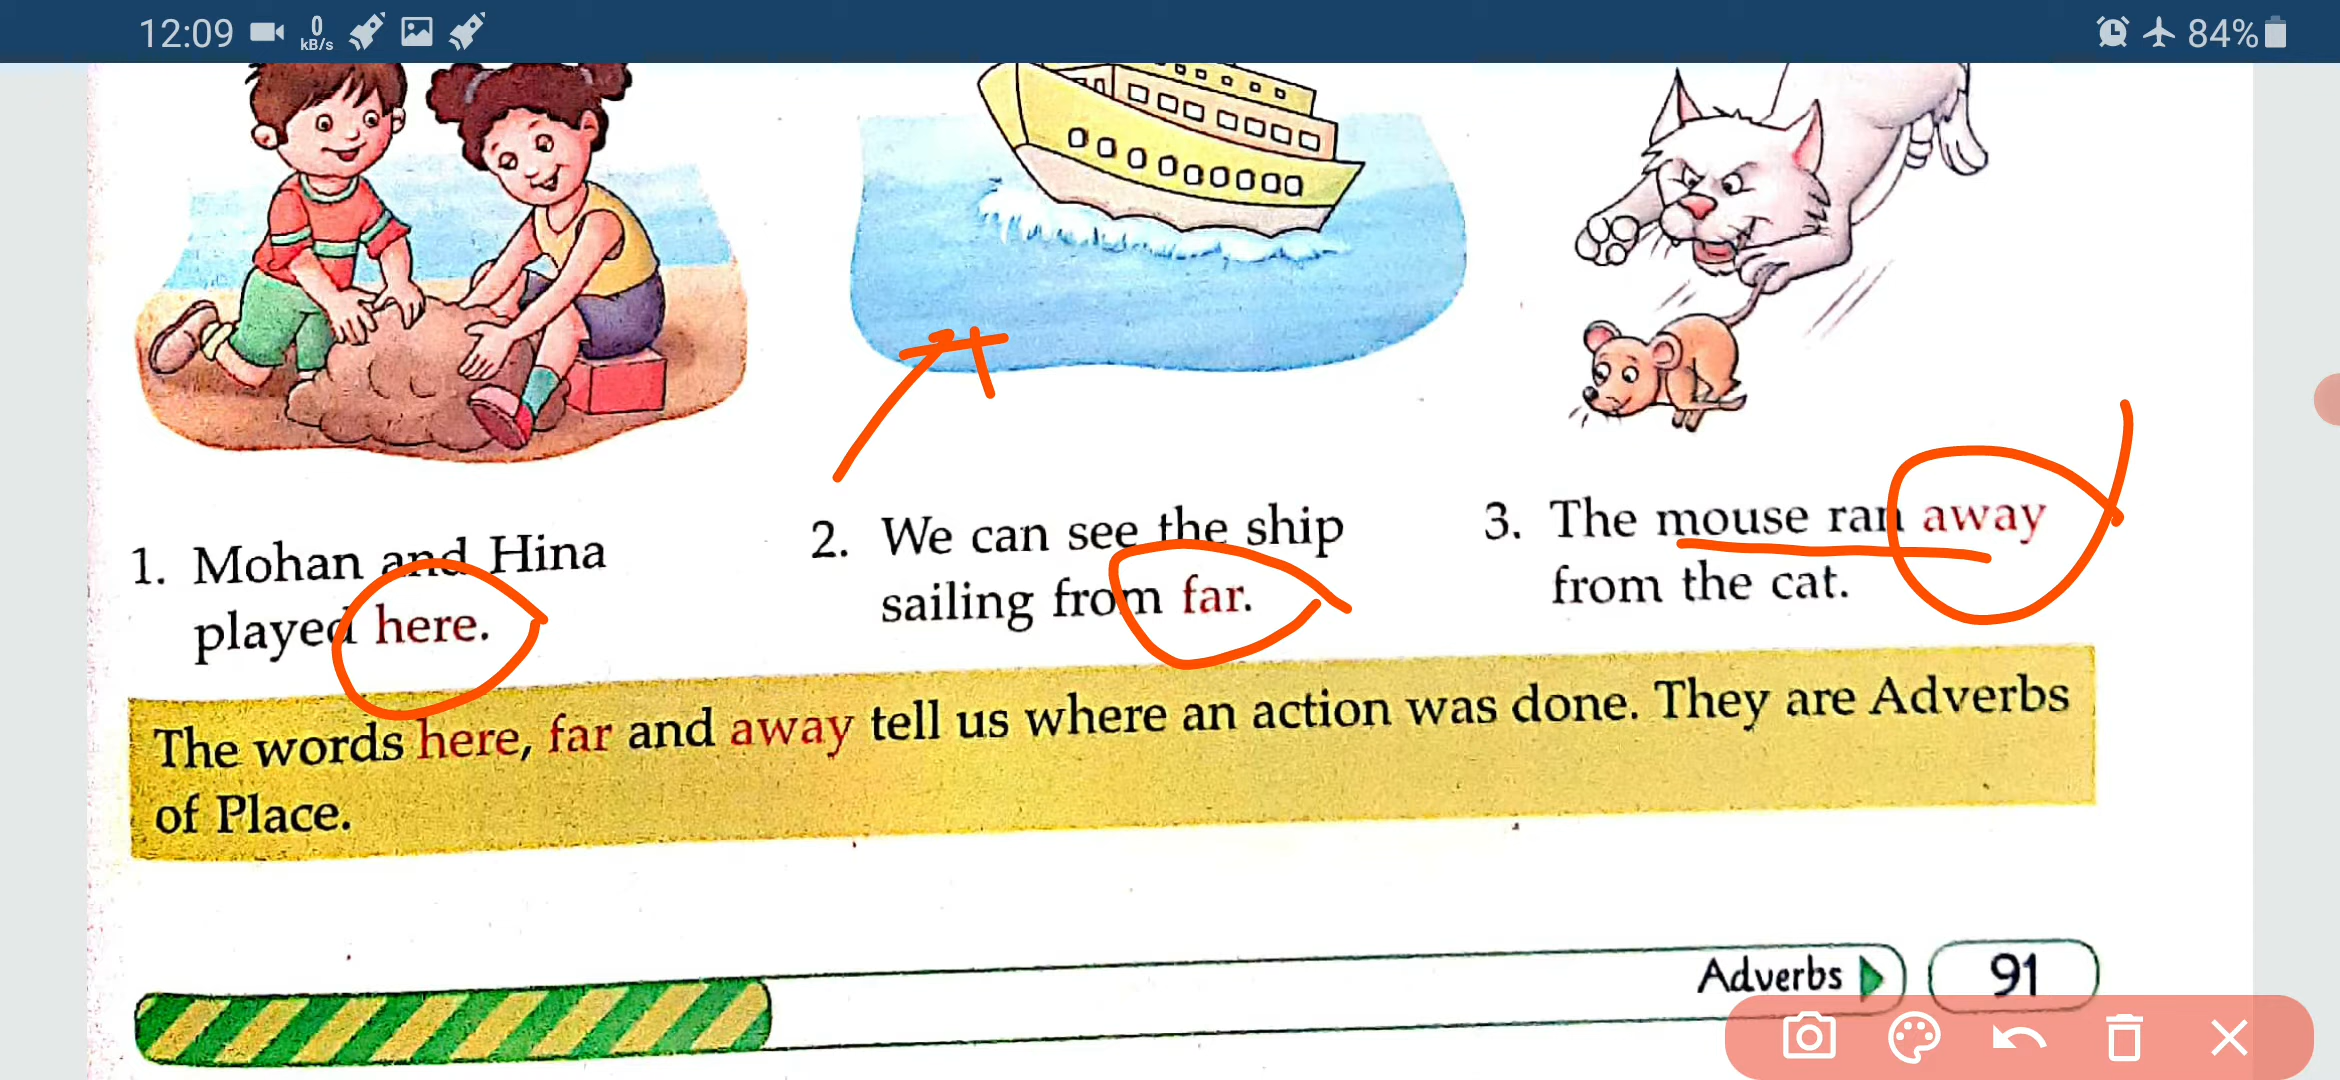 12:09 0 kB/s 84%
1. Mohan and Hina
played here.
2. We can see the ship
sailing from far.
3. The mouse ran away
from the cat.
The words here, far and away tell us where an action was done. They are Adverbs
of Place.
Adverbs 91